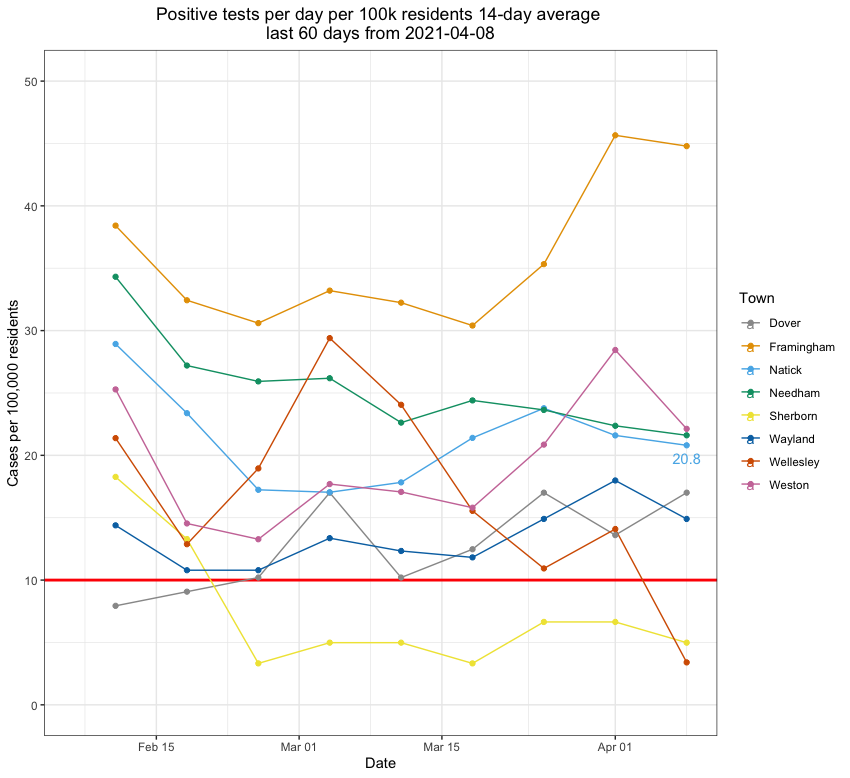 Positive tests per day per 100k residents 14-day average
last 60 days from 2021-04-08
Cases per 100,000 residents
50
40
30
20
10
0
20.8
Feb 15
Mar 01
Mar 15
Apr 01
Date
Town
a Dover
a Framingham
a Natick
a Needham
a Sherborn
a Wayland
a Wellesley
a Weston